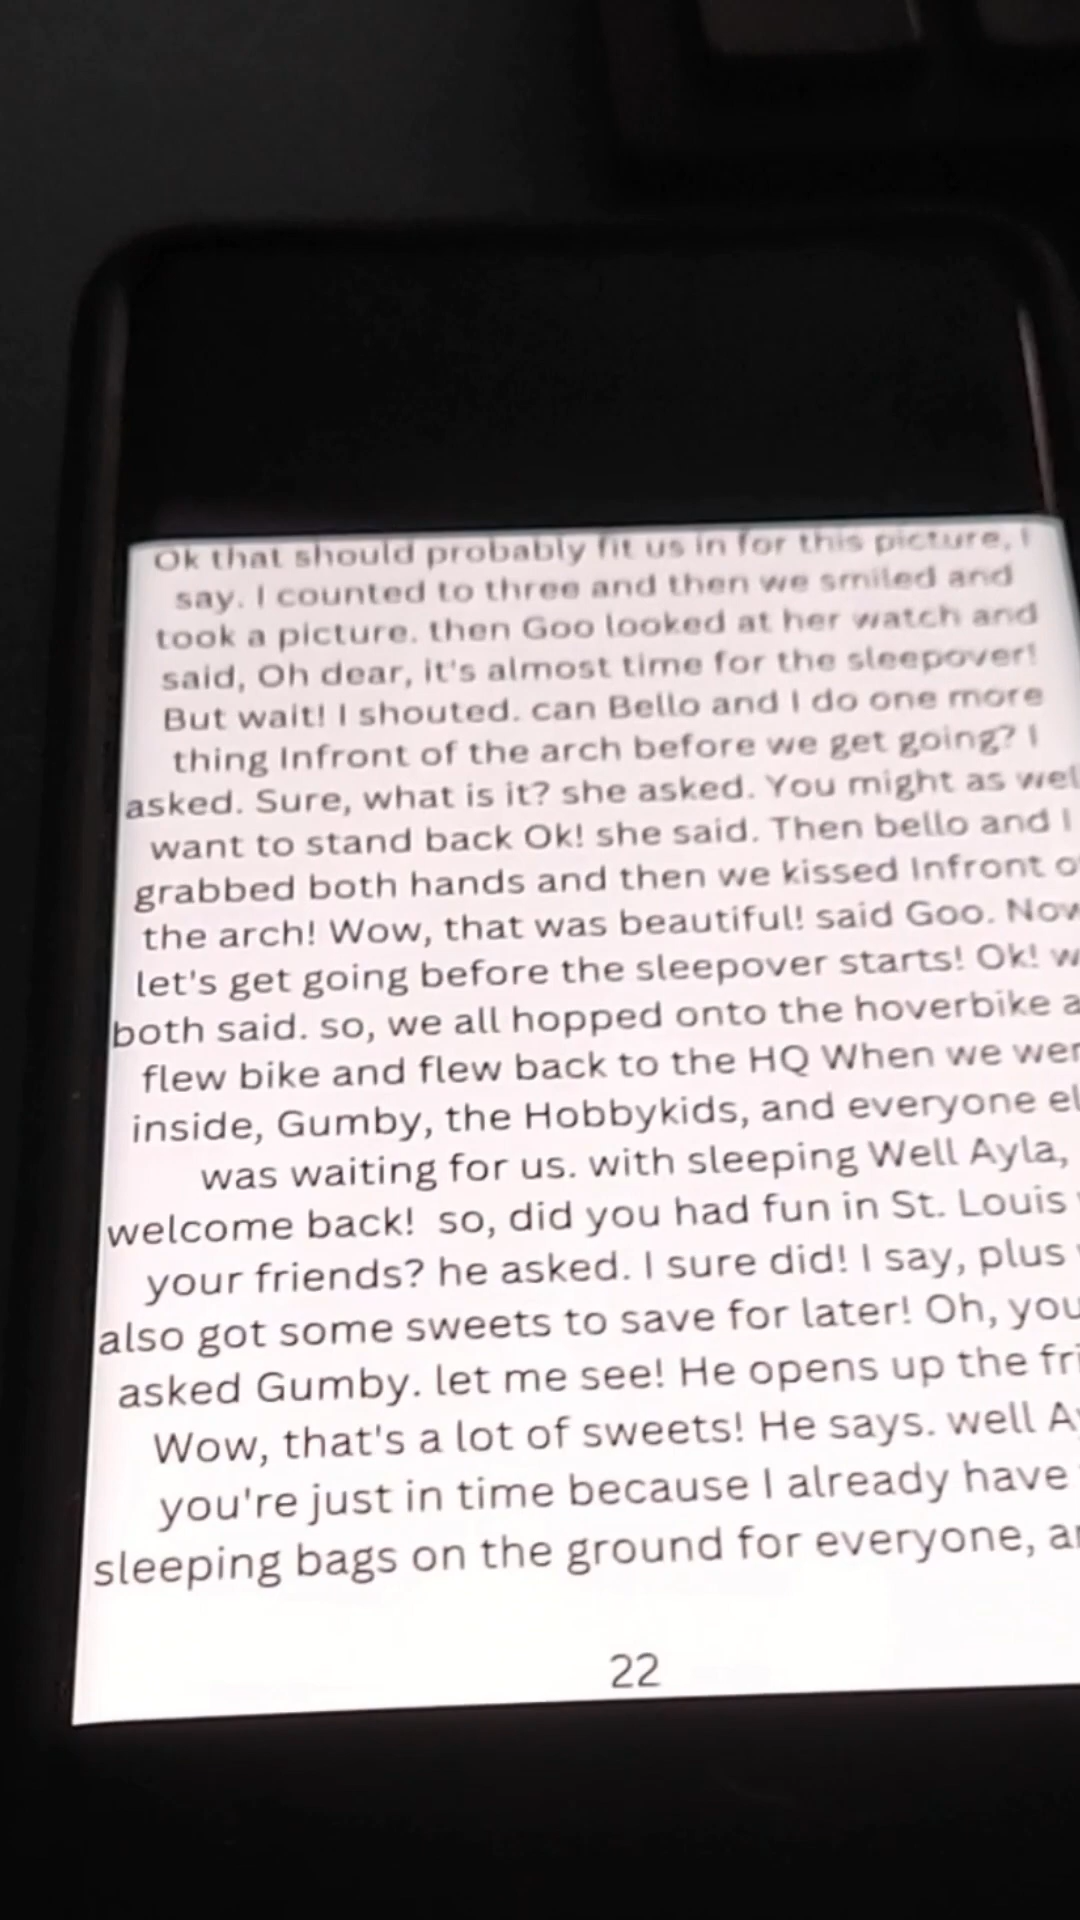 Ok that should probably fit us in for this picture, I
say. I counted to three and then we smiled and
took a picture. then Goo looked at her watch and
said, Oh dear, it's almost time for the sleepover!
But wait! I shouted. can Bello and I do one more
thing Infront of the arch before we get going? I
asked. Sure, what is it? she asked. You might as
want to stand back Ok! she said. Then bello and I
grabbed both hands and then we kissed Infront
the arch! Wow, that was beautiful! said Goo.
let's get going before the sleepover starts! Ok!
both said. so, we all hopped onto the hoverbike
flew bike and flew back to the HQ When we
inside, Gumby, the Hobbykids, and everyone
was waiting for us. with sleeping Well Ayla,
welcome back! so, did you had fun in St. Louis
your friends? he asked. I sure did! I say, plus
also got some sweets to save for later! Oh,
asked Gumby. let me see! He opens up the
Wow, that's a lot of sweets! He says. well
you're just in time because I already have
sleeping bags on the ground for everyone,
22